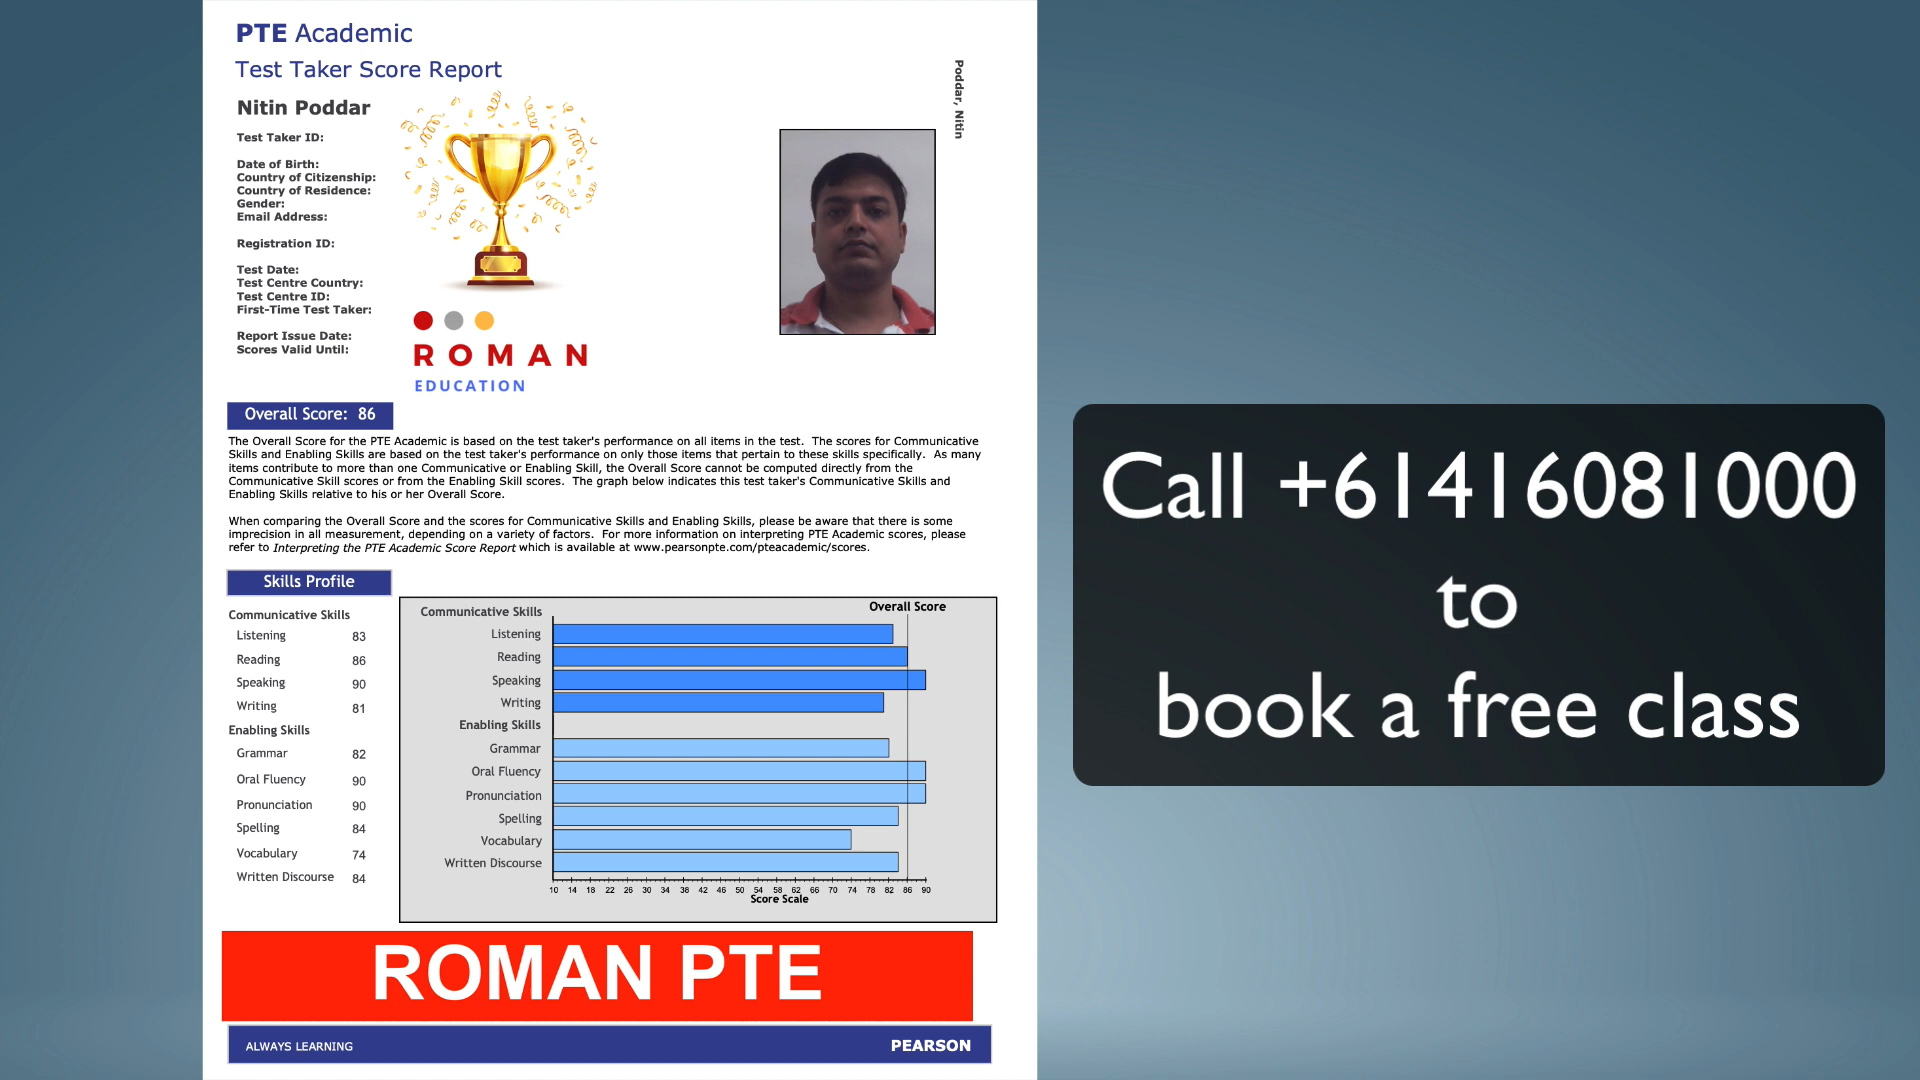 PTE Academic
Test Taker Score Report
Nitin Poddar
Poddar, Nitin
Test Taker ID:
Date of Birth:
Country of Citizenship:
Country of Residence:
Gender:
Email Address:
Registration ID:
Test Date:
Test Centre Country:
Test Centre ID:
First-Time Test Taker:
Report Issue Date:
Scores Valid Until:
ROMAN
EDUCATION
Overall Score: 86
The Overall Score for the PTE Academic is based on the test taker's performance on all items in the test. The scores for Communicative
Skills and Enabling Skills are based on the test taker's performance on only those items that pertain to these skills specifically. As many
items contribute to more than one Communicative or Enabling Skill, the Overall Score cannot be computed directly from the
Communicative Skill scores or from the Enabling Skill scores. The graph below indicates this test taker's Communicative Skills and
Enabling Skills relative to his or her Overall Score.
When comparing the Overall Score and the scores for Communicative Skills and Enabling Skills, please be aware that there is some
imprecision in all measurement, depending on a variety of factors. For more information on interpreting PTE Academic scores, please
refer to Interpreting the PTE Academic Score Report which is available at www.pearsonpte.com/pteacademic/scores.
Skills Profile
Communicative Skills
Listening 83
Reading 86
Speaking 90
Writing 81
Enabling Skills
Grammar 82
Oral Fluency 90
Pronunciation 90
Spelling 84
Vocabulary 74
Written Discourse 84
Communicative Skills
Overall Score
Listening
Reading
Speaking
Writing
Enabling Skills
Grammar
Oral Fluency
Pronunciation
Spelling
Vocabulary
Written Discourse
10 14 18 22 26 30 34 38 42 46 50 54 58 62 66 70 74 78 82 86 90
Score Scale
ROMAN PTE
ALWAYS LEARNING
PEARSON
Call +61416081000
to
book a free class